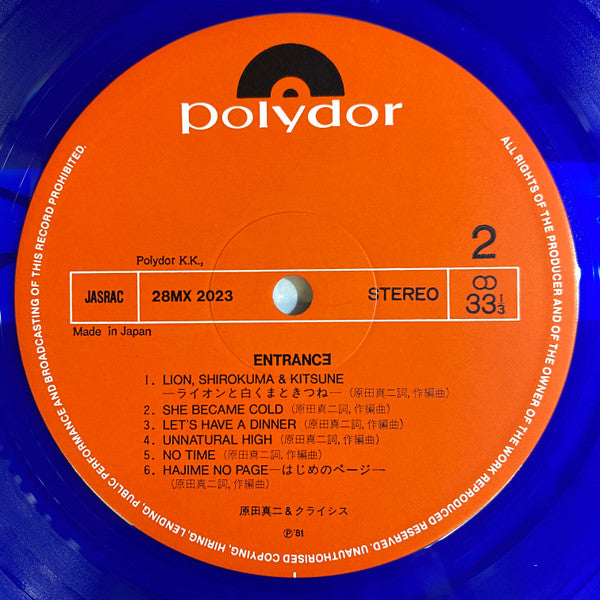 polydor
2
Polydor K.K.,
JASRAC 28MX 2023 STEREO 33 1/3
Made in Japan
ENTRANCƎ
1. LION, SHIROKUMA & KITSUNE
—ライオンと白くまときつね—(原田真二詞,作編曲)
2. SHE BECAME COLD (原田真二詞,作編曲)
3. LET'S HAVE A DINNER (原田真二詞,作編曲)
4. UNNATURAL HIGH (原田真二詞,作編曲)
5. NO TIME (原田真二詞,作編曲)
6. HAJIME NO PAGE—はじめのページ—
(原田真二詞,作編曲)
原田真二&クライシス
Ⓟ'81
ALL RIGHTS OF THE PRODUCER AND OF THE OWNER OF THE WORK REPRODUCED RESERVED. UNAUTHORISED COPYING, HIRING, LENDING, PUBLIC PERFORMANCE AND BROADCASTING OF THIS RECORD PROHIBITED.